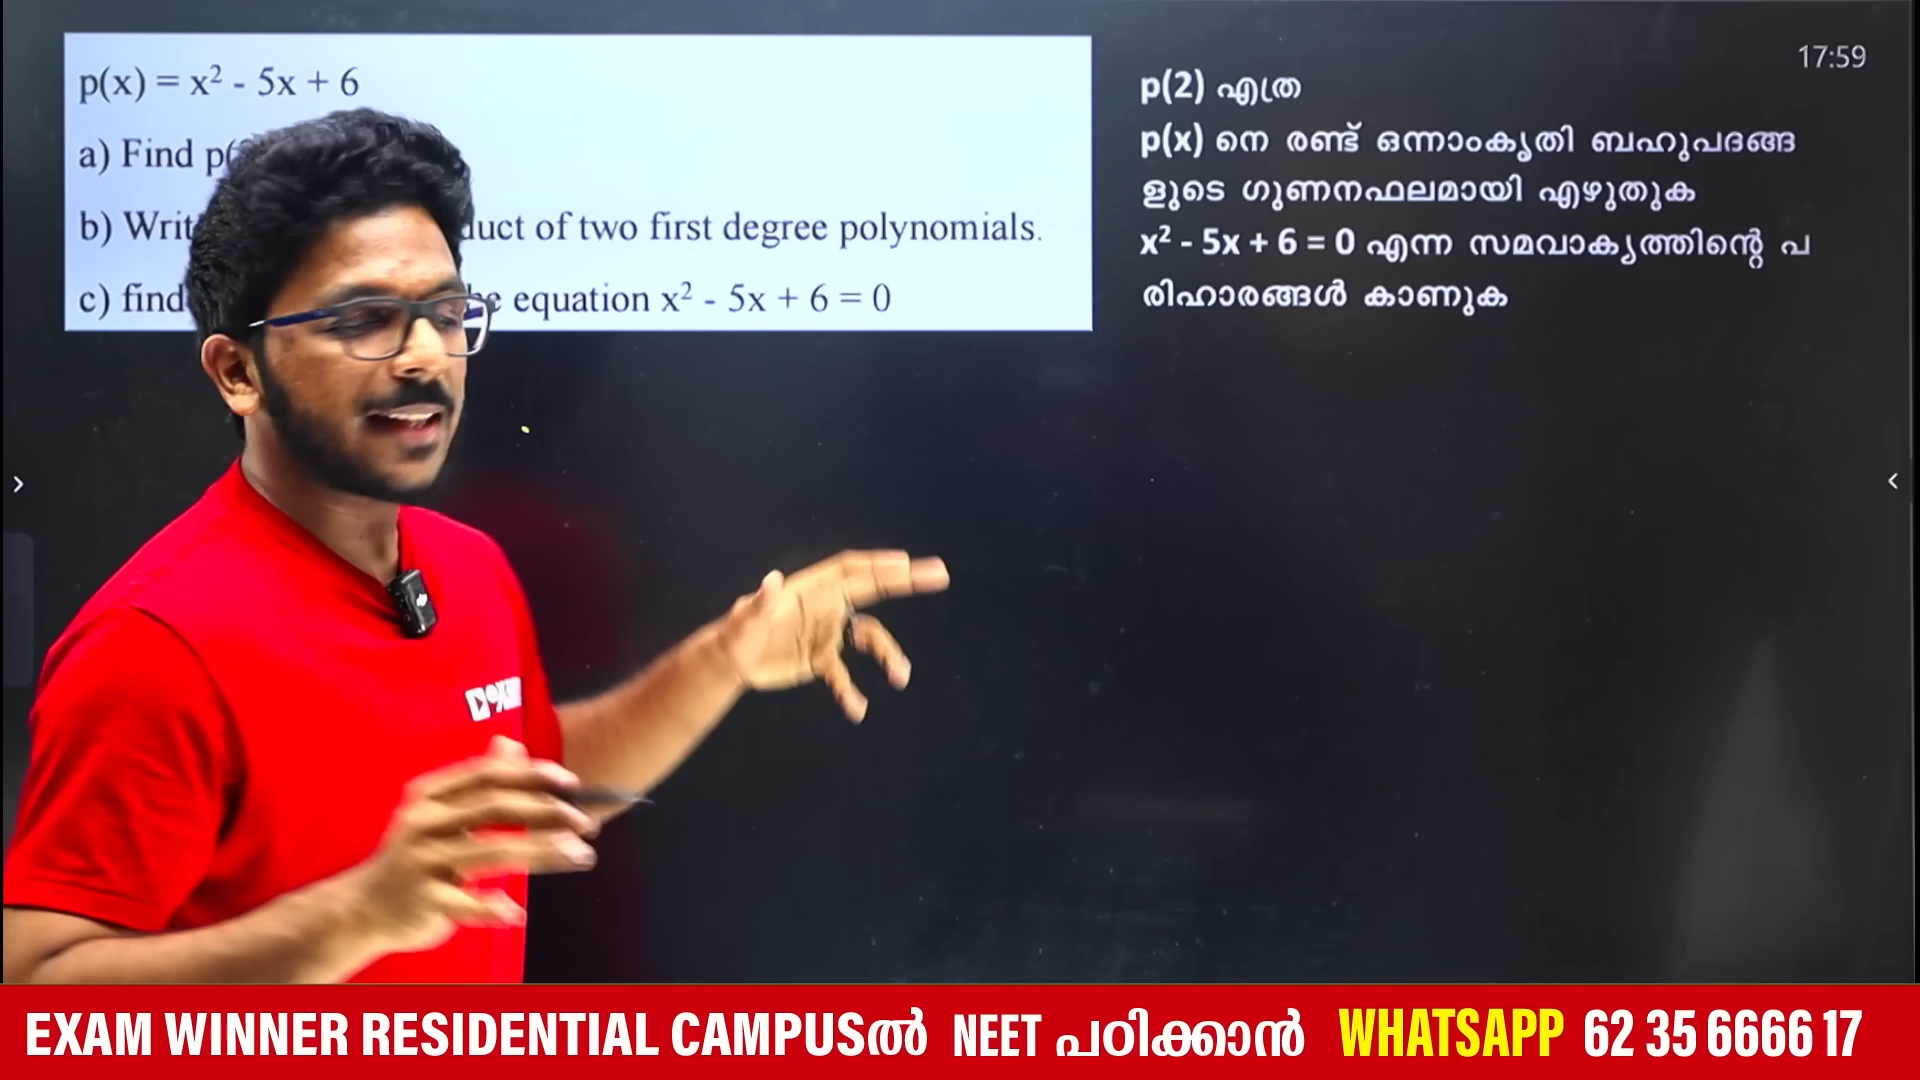 p(x) = x² - 5x + 6
a) Find p(
b) Writ duct of two first degree polynomials.
c) find he equation x² - 5x + 6 = 0
17:59
p(2) എത്ര
p(x) നെ രണ്ട് ഒന്നാംകൃതി ബഹുപദങ്ങ
ളുടെ ഗുണനഫലമായി എഴുതുക
x² - 5x + 6 = 0 എന്ന സമവാക്യത്തിന്റെ പ
രിഹാരങ്ങൾ കാണുക
EXAM WINNER RESIDENTIAL CAMPUSൽ NEET പഠിക്കാൻ WHATSAPP 62 35 6666 17